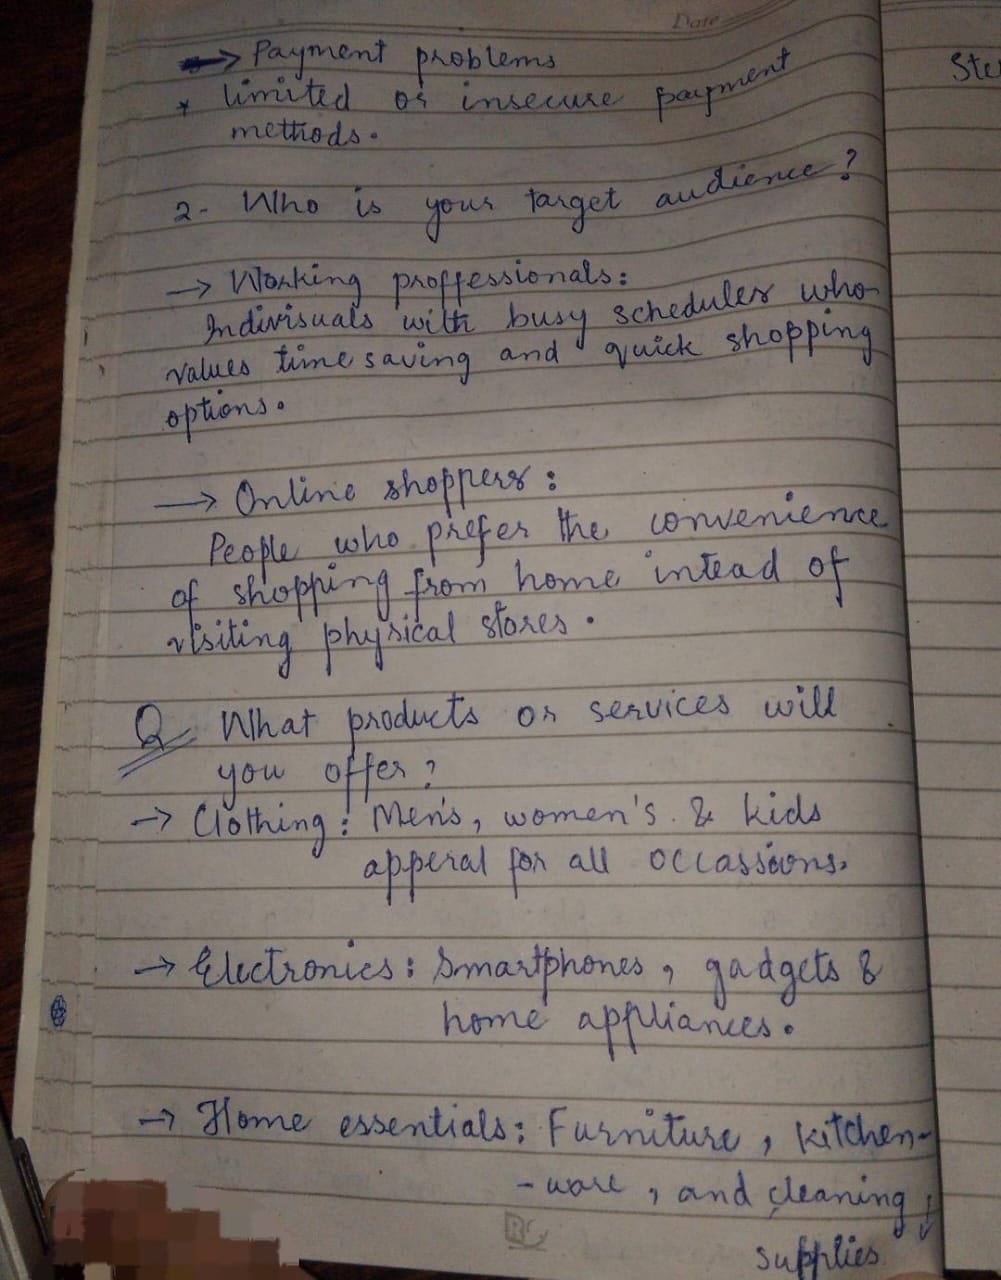 Date
→ Payment problems
* limited or insecure payment
methods.
2- Who is your target audience?
→ Working proffessionals:
Indivisuals with busy schedules who
values time saving and quick shopping
options.
→ Online shoppers:
People who prefer the convenience
of shopping from home intead of
visiting physical stores.
Q What products or services will
you offer?
→ Clothing: Men's, women's & kids
apperal for all occassions.
→ Electronics: Smartphones, gadgets &
home appliances.
→ Home essentials: Furniture, kitchen-
-ware, and cleaning
supplies
Ste